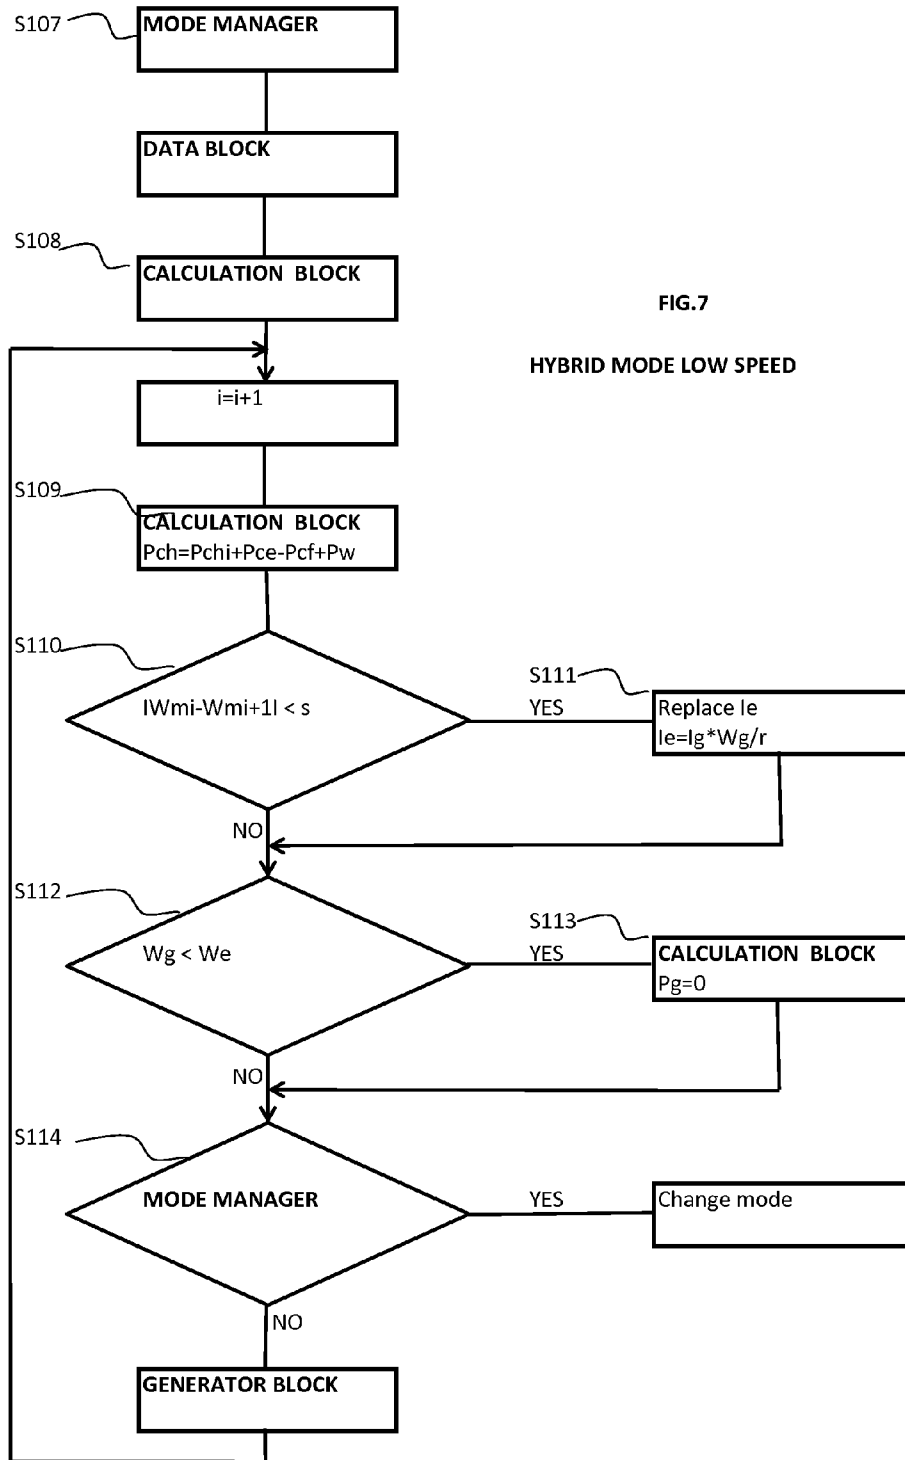 S107
MODE MANAGER
DATA BLOCK
S108
CALCULATION BLOCK
FIG.7
HYBRID MODE LOW SPEED
i=i+1
S109
CALCULATION BLOCK
Pch=Pchi+Pce-Pcf+Pw
S110
IWmi-Wmi+1I < s
YES
S111
Replace Ie
Ie=Ig*Wg/r
NO
S112
Wg < We
YES
S113
CALCULATION BLOCK
Pg=0
NO
S114
MODE MANAGER
YES
Change mode
NO
GENERATOR BLOCK